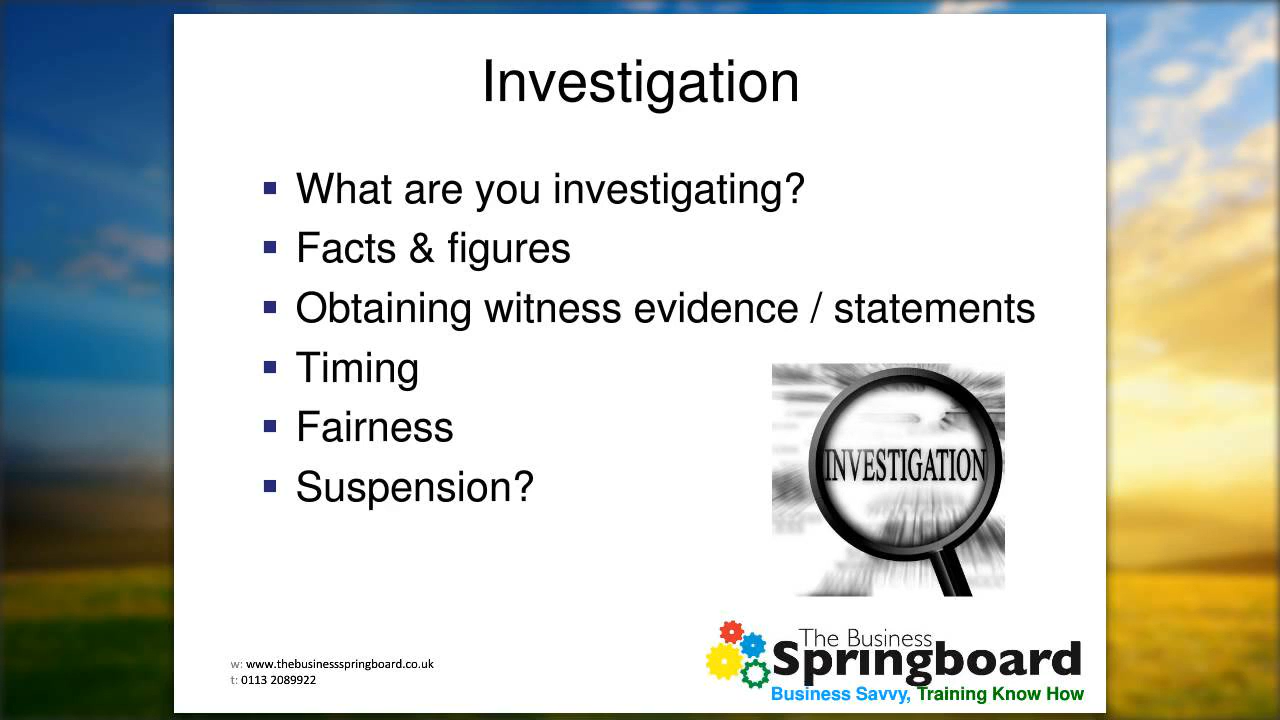 Investigation
What are you investigating?
Facts & figures
Obtaining witness evidence / statements
Timing
Fairness
Suspension?
INVESTIGATION
w: www.thebusinessspringboard.co.uk
t: 0113 2089922
The Business
Springboard
Business Savvy, Training Know How